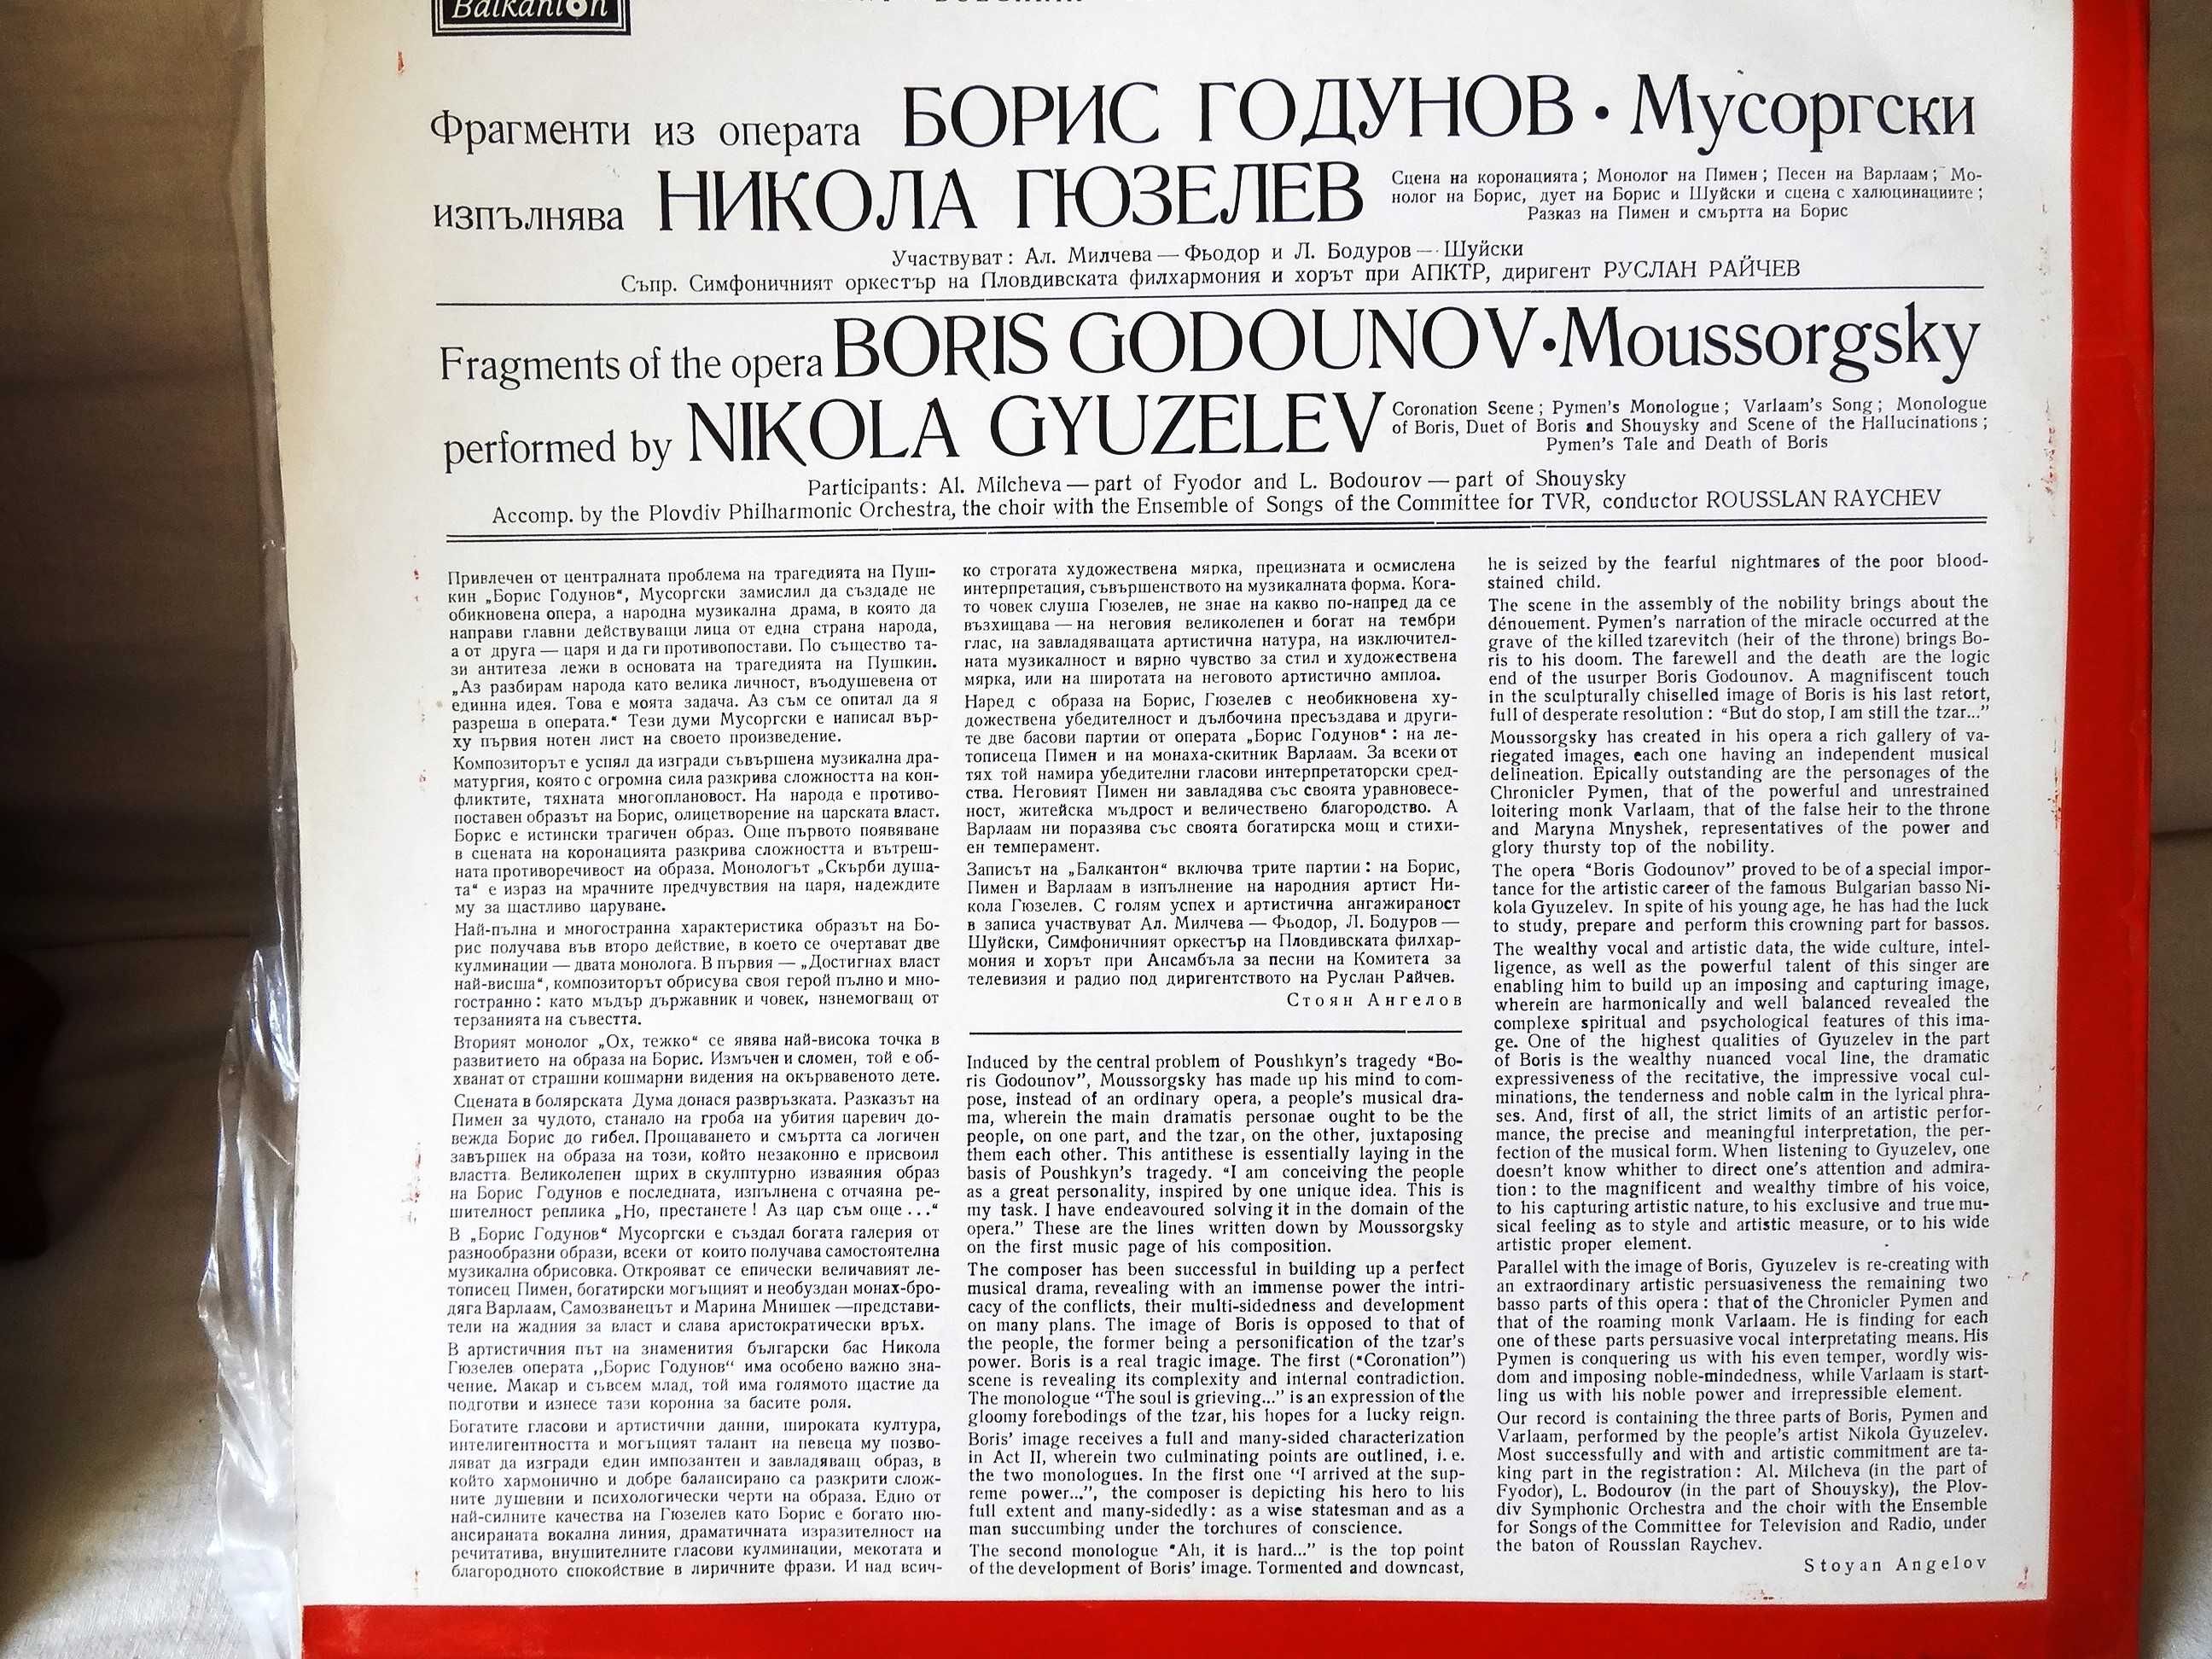 Balkanton
Фрагменти из операта БОРИС ГОДУНОВ · Мусоргски
изпълнява НИКОЛА ГЮЗЕЛЕВ
Сцена на коронацията; Монолог на Пимен; Песен на Варлаам; Мо-
нолог на Борис, дует на Борис и Шуйски и сцена с халюцинациите;
Разказ на Пимен и смъртта на Борис
Участвуват: Ал. Милчева — Фьодор и Л. Бодуров — Шуйски
Съпр. Симфоничният оркестър на Пловдивската филхармония и хорът при АПКТР, диригент РУСЛАН РАЙЧЕВ
Fragments of the opera BORIS GODOUNOV · Moussorgsky
performed by NIKOLA GYUZELEV
Coronation Scene; Pymen's Monologue; Varlaam's Song; Monologue
of Boris, Duet of Boris and Shouysky and Scene of the Hallucinations;
Pymen's Tale and Death of Boris
Participants: Al. Milcheva — part of Fyodor and L. Bodourov — part of Shouysky
Accomp. by the Plovdiv Philharmonic Orchestra, the choir with the Ensemble of Songs of the Committee for TVR, conductor ROUSSLAN RAYCHEV
Привлечен от централната проблема на трагедията на Пуш-
кин „Борис Годунов“, Мусоргски замислил да създаде не
обикновена опера, а народна музикална драма, в която да
направи главни действуващи лица от една страна народа,
а от друга — царя и да ги противопостави. По същество та-
зи антитеза лежи в основата на трагедията на Пушкин.
„Аз разбирам народа като велика личност, въодушевена от
единна идея. Това е моята задача. Аз съм се опитал да я
разреша в операта.“ Тези думи Мусоргски е написал вър-
ху първия нотен лист на своето произведение.
Композиторът е успял да изгради съвършена музикална дра-
матургия, която с огромна сила разкрива сложността на кон-
фликтите, тяхната многоплановост. На народа е противо-
поставен образът на Борис, олицетворение на царската власт.
Борис е истински трагичен образ. Още първото появяване
в сцената на коронацията разкрива сложността и вътреш-
ната противоречивост на образа. Монологът „Скърби душа-
та“ е израз на мрачните предчувствия на царя, надеждите
му за щастливо царуване.
Най-пълна и многостранна характеристика образът на Бо-
рис получава във второ действие, в което се очертават две
кулминации — двата монолога. В първия — „Достигнах власт
най-висша“, композиторът обрисува своя герой пълно и мно-
гостранно: като мъдър държавник и човек, изнемогващ от
терзанията на съвестта.
Вторият монолог „Ох, тежко“ се явява най-висока точка в
развитието на образа на Борис. Измъчен и сломен, той е об-
хванат от страшни кошмарни видения на окървавеното дете.
Сцената в болярската Дума донася развръзката. Разказът на
Пимен за чудото, станало на гроба на убития царевич до-
вежда Борис до гибел. Прощаването и смъртта са логичен
завършек на образа на този, който незаконно е присвоил
властта. Великолепен щрих в скулптурно изваяния образ
на Борис Годунов е последната, изпълнена с отчаяна ре-
шителност реплика „Но, престанете! Аз цар съм още ...“
В „Борис Годунов“ Мусоргски е създал богата галерия от
разнообразни образи, всеки от които получава самостоятелна
музикална обрисовка. Открояват се епически величавият ле-
тописец Пимен, богатирски могъщият и необуздан монах-бро-
дяга Варлаам, Самозванецът и Марина Мнишек —представи-
тели на жадния за власт и слава аристократически връх.
В артистичния път на знаменития български бас Никола
Гюзелев операта „Борис Годунов“ има особено важно зна-
чение. Макар и съвсем млад, той има голямото щастие да
подготви и изнесе тази коронна за басите роля.
Богатите гласови и артистични данни, широката култура,
интелигентността и могъщият талант на певеца му позво-
ляват да изгради един импозантен и завладяващ образ, в
който хармонично и добре балансирано са разкрити слож-
ните душевни и психологически черти на образа. Едно от
най-силните качества на Гюзелев като Борис е богато ню-
ансираната вокална линия, драматичната изразителност на
речитатива, внушителните гласови кулминации, мекотата и
благородното спокойствие в лиричните фрази. И над всич-
ко строгата художествена мярка, прецизната и осмислена
интерпретация, съвършенството на музикалната форма. Кога-
то човек слуша Гюзелев, не знае на какво по-напред да се
възхищава — на неговия великолепен и богат на тембри
глас, на завладяващата артистична натура, на изключител-
ната музикалност и вярно чувство за стил и художествена
мярка, или на широтата на неговото артистично амплоа.
Наред с образа на Борис, Гюзелев с необикновена ху-
дожествена убедителност и дълбочина пресъздава и други-
те две басови партии от операта „Борис Годунов“: на ле-
тописеца Пимен и на монаха-скитник Варлаам. За всеки от
тях той намира убедителни гласови интерпретаторски сред-
ства. Неговият Пимен ни завладява със своята уравновесе-
ност, житейска мъдрост и величествено благородство. А
Варлаам ни поразява със своята богатирска мощ и стихи-
ен темперамент.
Записът на „Балкантон“ включва трите партии: на Борис,
Пимен и Варлаам в изпълнение на народния артист Ни-
кола Гюзелев. С голям успех и артистична ангажираност
в записа участвуват Ал. Милчева — Фьодор, Л. Бодуров —
Шуйски, Симфоничният оркестър на Пловдивската филхар-
мония и хорът при Ансамбъла за песни на Комитета за
телевизия и радио под диригентството на Руслан Райчев.
Стоян Ангелов
Induced by the central problem of Poushkyn's tragedy “Bo-
ris Godounov”, Moussorgsky has made up his mind to com-
pose, instead of an ordinary opera, a people's musical dra-
ma, wherein the main dramatis personae ought to be the
people, on one part, and the tzar, on the other, juxtaposing
them each other. This antithese is essentially laying in the
basis of Poushkyn's tragedy. “I am conceiving the people
as a great personality, inspired by one unique idea. This is
my task. I have endeavoured solving it in the domain of the
opera.” These are the lines written down by Moussorgsky
on the first music page of his composition.
The composer has been successful in building up a perfect
musical drama, revealing with an immense power the intri-
cacy of the conflicts, their multi-sidedness and development
on many plans. The image of Boris is opposed to that of
the people, the former being a personification of the tzar's
power. Boris is a real tragic image. The first (“Coronation”)
scene is revealing its complexity and internal contradiction.
The monologue “The soul is grieving...” is an expression of the
gloomy forebodings of the tzar, his hopes for a lucky reign.
Boris' image receives a full and many-sided characterization
in Act II, wherein two culminating points are outlined, i. e.
the two monologues. In the first one “I arrived at the sup-
reme power...”, the composer is depicting his hero to his
full extent and many-sidedly: as a wise statesman and as a
man succumbing under the torchures of conscience.
The second monologue “Ah, it is hard...” is the top point
of the development of Boris' image. Tormented and downcast,
he is seized by the fearful nightmares of the poor blood-
stained child.
The scene in the assembly of the nobility brings about the
dénouement. Pymen's narration of the miracle occurred at the
grave of the killed tzarevitch (heir of the throne) brings Bo-
ris to his doom. The farewell and the death are the logic
end of the usurper Boris Godounov. A magnifiscent touch
in the sculpturally chiselled image of Boris is his last retort,
full of desperate resolution: “But do stop, I am still the tzar...”
Moussorgsky has created in his opera a rich gallery of va-
riegated images, each one having an independent musical
delineation. Epically outstanding are the personages of the
Chronicler Pymen, that of the powerful and unrestrained
loitering monk Varlaam, that of the false heir to the throne
and Maryna Mnyshek, representatives of the power and
glory thursty top of the nobility.
The opera “Boris Godounov” proved to be of a special impor-
tance for the artistic career of the famous Bulgarian basso Ni-
kola Gyuzelev. In spite of his young age, he has had the luck
to study, prepare and perform this crowning part for bassos.
The wealthy vocal and artistic data, the wide culture, intel-
ligence, as well as the powerful talent of this singer are
enabling him to build up an imposing and capturing image,
wherein are harmonically and well balanced revealed the
complexe spiritual and psychological features of this ima-
ge. One of the highest qualities of Gyuzelev in the part
of Boris is the wealthy nuanced vocal line, the dramatic
expressiveness of the recitative, the impressive vocal cul-
minations, the tenderness and noble calm in the lyrical phra-
ses. And, first of all, the strict limits of an artistic perfor-
mance, the precise and meaningful interpretation, the per-
fection of the musical form. When listening to Gyuzelev, one
doesn't know whither to direct one's attention and admira-
tion: to the magnificent and wealthy timbre of his voice,
to his capturing artistic nature, to his exclusive and true mu-
sical feeling as to style and artistic measure, or to his wide
artistic proper element.
Parallel with the image of Boris, Gyuzelev is re-creating with
an extraordinary artistic persuasiveness the remaining two
basso parts of this opera: that of the Chronicler Pymen and
that of the roaming monk Varlaam. He is finding for each
one of these parts persuasive vocal interpretating means. His
Pymen is conquering us with his even temper, wordly wis-
dom and imposing noble-mindedness, while Varlaam is start-
ling us with his noble power and irrepressible element.
Our record is containing the three parts of Boris, Pymen and
Varlaam, performed by the people's artist Nikola Gyuzelev.
Most successfully and with and artistic commitment are ta-
king part in the registration: Al. Milcheva (in the part of
Fyodor), L. Bodourov (in the part of Shouysky), the Plov-
div Symphonic Orchestra and the choir with the Ensemble
for Songs of the Committee for Television and Radio, under
the baton of Rousslan Raychev.
Stoyan Angelov